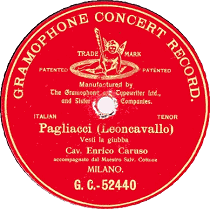 GRAMOPHONE CONCERT RECORD.
TRADE MARK
PATENTED PATENTED
Manufactured by
The Gramophone & Typewriter Ltd.,
and Sister Companies.
ITALIAN TENOR
Pagliacci (Leoncavallo)
Vesti la giubba
Cav. Enrico Caruso
accompagnato dal Maestro Salv. Cottone
MILANO.
G. C.-52440